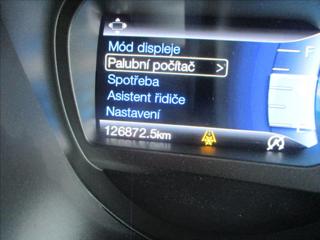 Mód displeje
Palubní počítač >
Spotřeba
Asistent řidiče
Nastavení
126872.5km
F